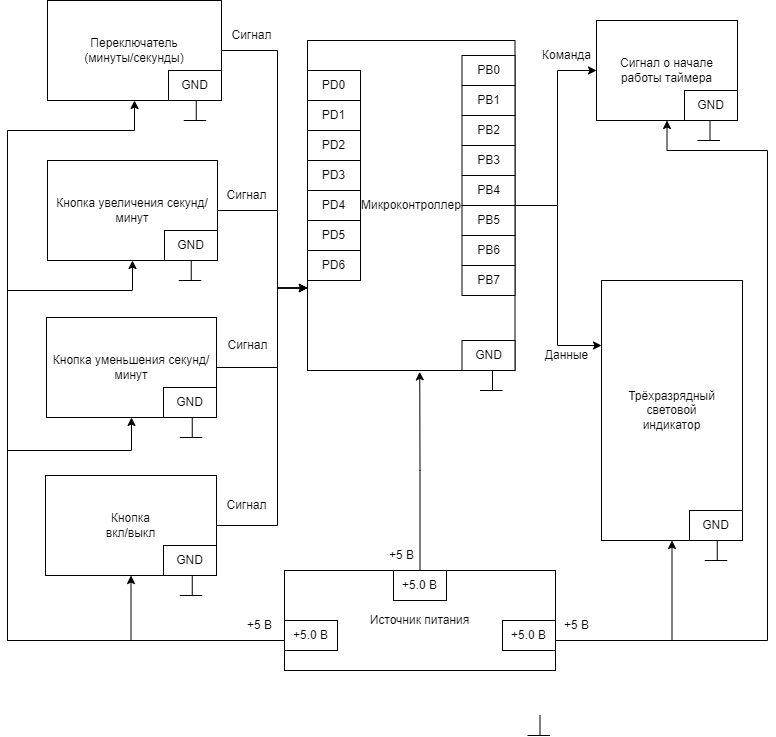 Переключатель
(минуты/секунды)
GND
Сигнал
Кнопка увеличения секунд/
минут
GND
Сигнал
Кнопка уменьшения секунд/
минут
GND
Сигнал
Кнопка
вкл/выкл
GND
Сигнал
PD0
PD1
PD2
PD3
PD4
PD5
PD6
Микроконтроллер
PB0
PB1
PB2
PB3
PB4
PB5
PB6
PB7
GND
Команда
Сигнал о начале
работы таймера
GND
Данные
Трёхразрядный
световой
индикатор
GND
+5 В
+5.0 В
Источник питания
+5 В
+5.0 В
+5.0 В
+5 В